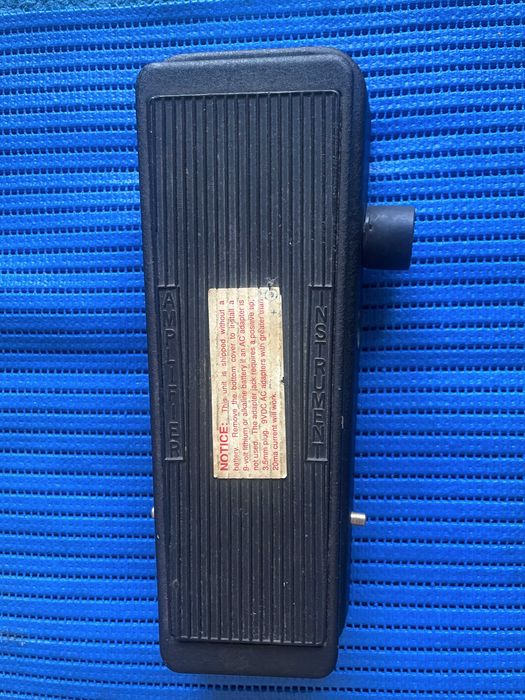 AMPLIFIER
NOTICE: This unit is shipped without a
battery. Remove the bottom cover to install a
9-volt lithium or alkaline battery if an AC adapter is
not used. The adapter jack requires a positive tip,
3.5mm plug. 9VDC AC adapters with greater than
20ma current will work.
INSTRUMENT